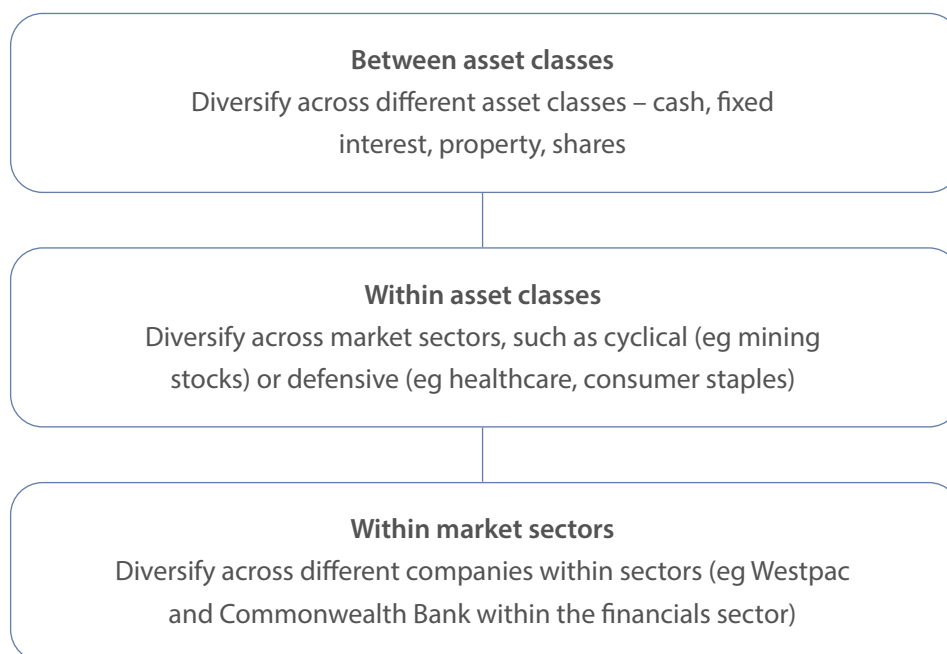 Between asset classes
Diversify across different asset classes – cash, fixed
interest, property, shares
Within asset classes
Diversify across market sectors, such as cyclical (eg mining
stocks) or defensive (eg healthcare, consumer staples)
Within market sectors
Diversify across different companies within sectors (eg Westpac
and Commonwealth Bank within the financials sector)